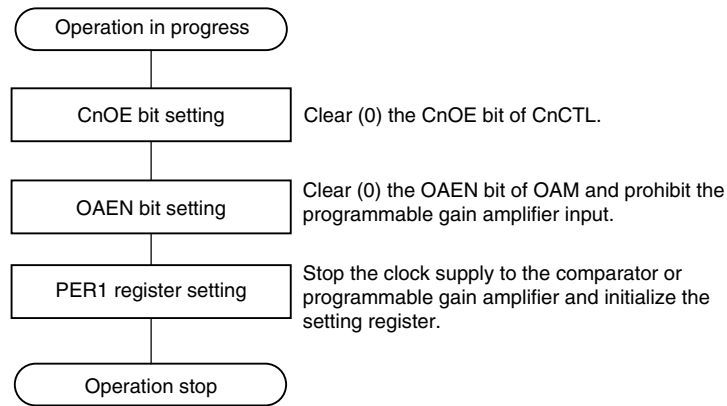 Operation in progress
CnOE bit setting
Clear (0) the CnOE bit of CnCTL.
OAEN bit setting
Clear (0) the OAEN bit of OAM and prohibit the
programmable gain amplifier input.
PER1 register setting
Stop the clock supply to the comparator or
programmable gain amplifier and initialize the
setting register.
Operation stop